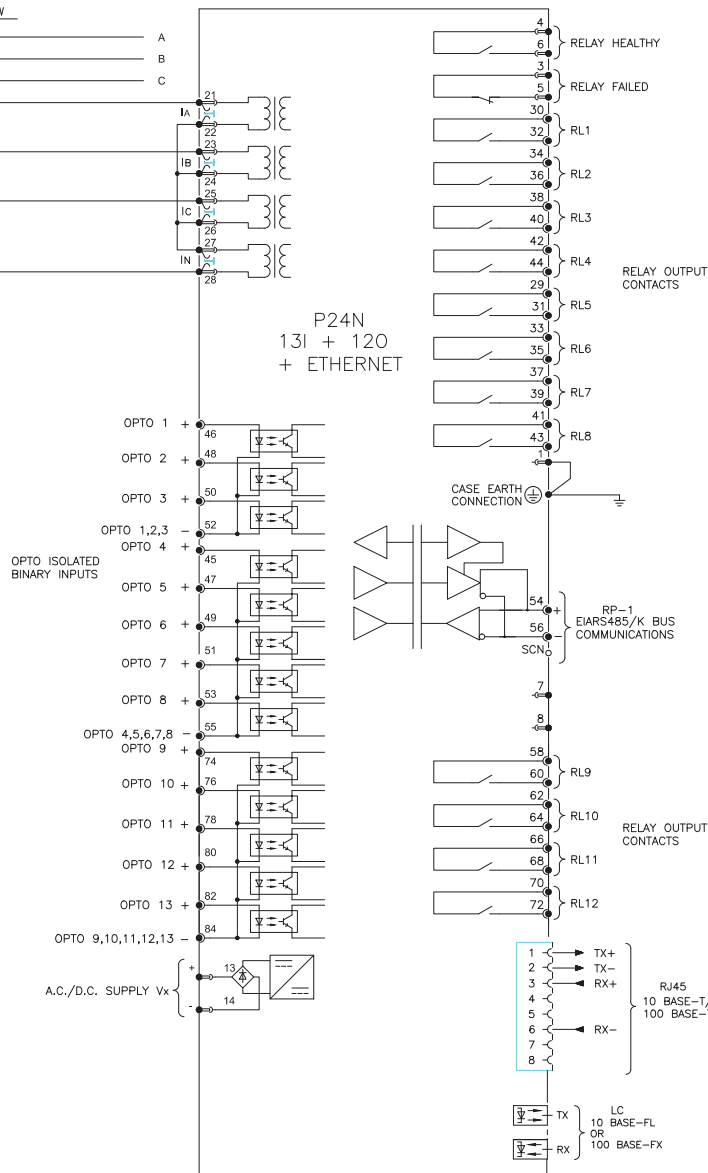 A
B
C
21
IA
22
23
IB
24
25
IC
26
27
IN
28
P24N
13I + 12O
+ ETHERNET
OPTO 1 +
46
OPTO 2 + 48
OPTO 3 + 50
OPTO 1,2,3 − 52
OPTO 4 +
45
OPTO 5 + 47
OPTO 6 + 49
51
OPTO 7 +
OPTO 8 + 53
55
OPTO 4,5,6,7,8 −
OPTO 9 +
74
OPTO 10 + 76
OPTO 11 + 78
80
OPTO 12 +
OPTO 13 + 82
84
OPTO 9,10,11,12,13 −
OPTO ISOLATED
BINARY INPUTS
+
13
A.C./D.C. SUPPLY Vx
-
14
4
6
RELAY HEALTHY
3
5
RELAY FAILED
30
32
RL1
34
36
RL2
38
40
RL3
42
44
RL4
29
31
RL5
33
35
RL6
37
39
RL7
41
43
RL8
RELAY OUTPUT
CONTACTS
1
CASE EARTH
CONNECTION
54 +
56 −
SCN
RP−1
EIARS485/K BUS
COMMUNICATIONS
7
8
58
60
RL9
62
64
RL10
66
68
RL11
70
72
RL12
RELAY OUTPUT
CONTACTS
1 TX+
2 TX−
3 RX+
4
5
6 RX−
7
8
RJ45
10 BASE−T/
100 BASE−
TX
RX
LC
10 BASE−FL
OR
100 BASE−FX